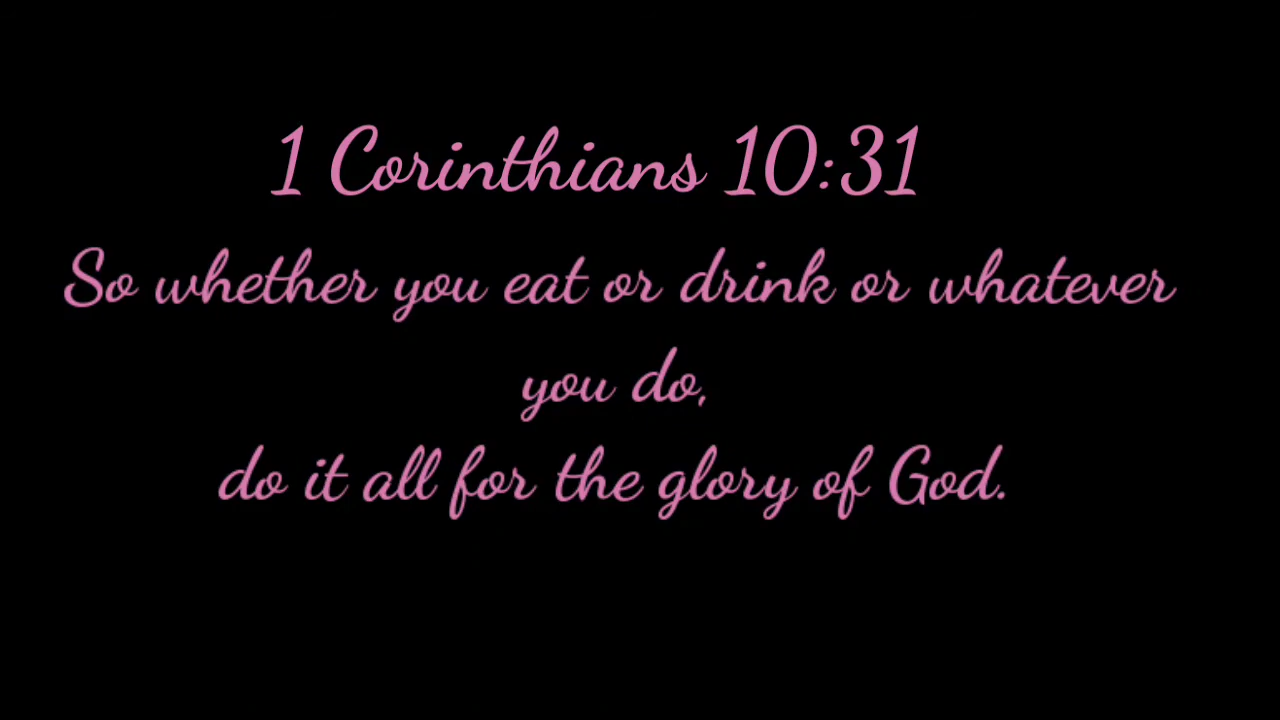 1 Corinthians 10:31
So whether you eat or drink or whatever
you do,
do it all for the glory of God.